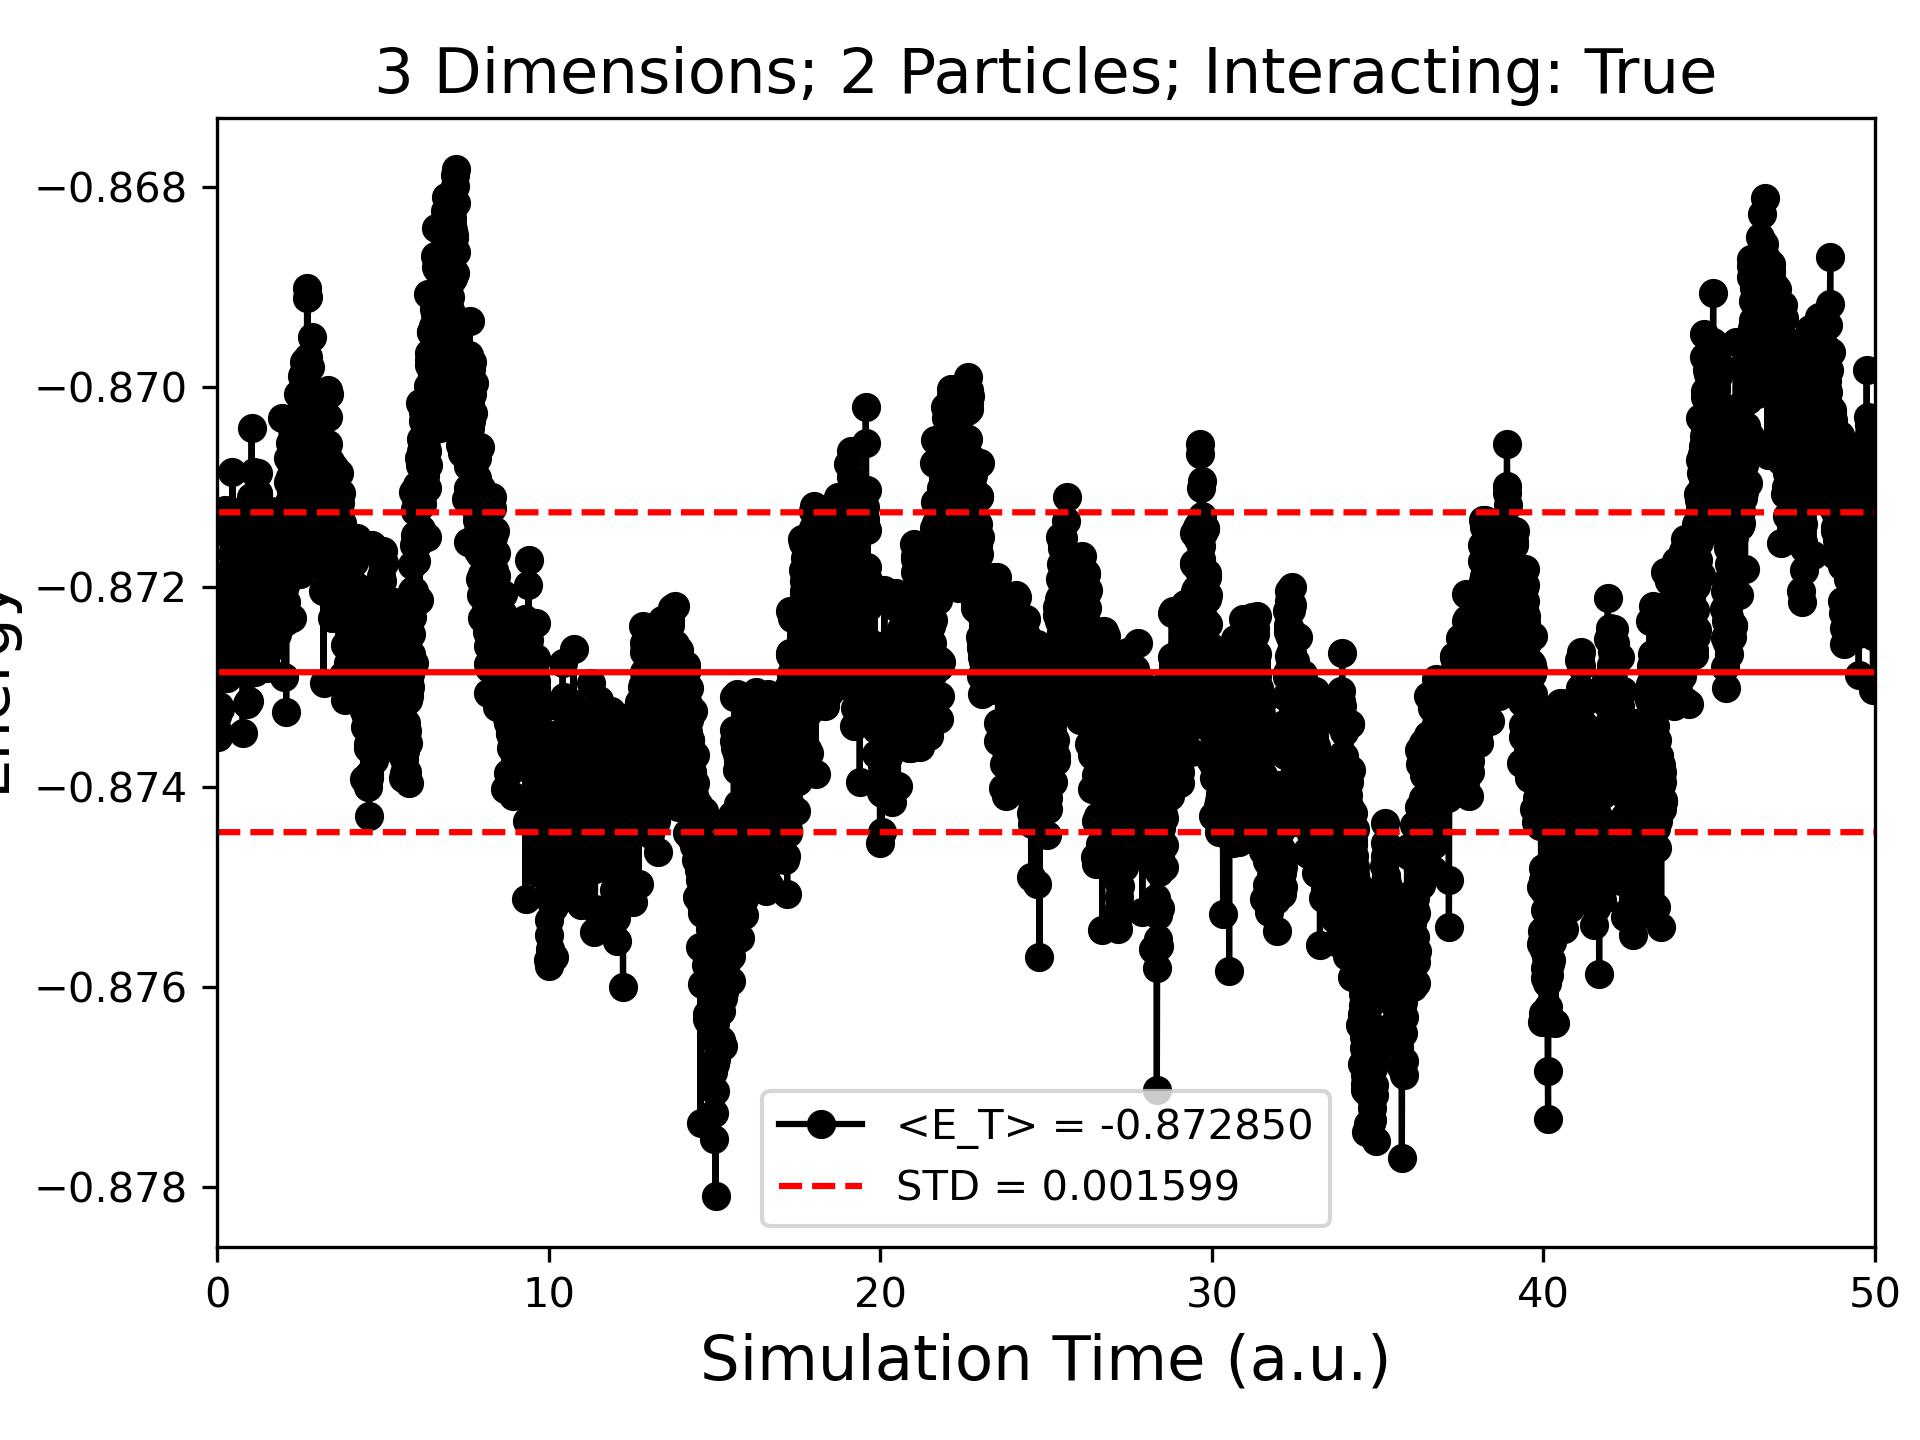 3 Dimensions; 2 Particles; Interacting: True
Energy
−0.868
−0.870
−0.872
−0.874
−0.876
−0.878
<E_T> = -0.872850
STD = 0.001599
0 10 20 30 40 50
Simulation Time (a.u.)